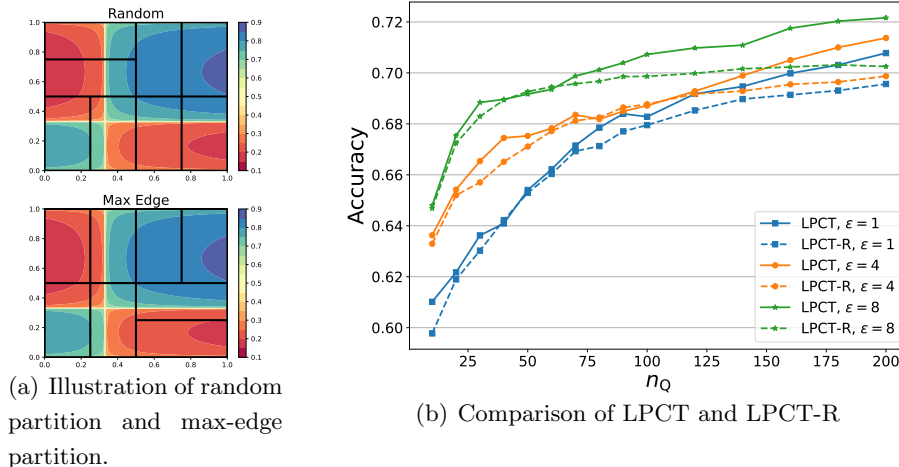 Random
1.0
0.8
0.6
0.4
0.2
0.0
0.0 0.2 0.4 0.6 0.8 1.0
0.9
0.8
0.7
0.6
0.5
0.4
0.3
0.2
0.1
Max Edge
1.0
0.8
0.6
0.4
0.2
0.0
0.0 0.2 0.4 0.6 0.8 1.0
0.9
0.8
0.7
0.6
0.5
0.4
0.3
0.2
0.1
(a) Illustration of random
partition and max-edge
partition.
Accuracy
0.72
0.70
0.68
0.66
0.64
0.62
0.60
25 50 75 100 125 150 175 200
n_Q
LPCT, ε = 1
LPCT-R, ε = 1
LPCT, ε = 4
LPCT-R, ε = 4
LPCT, ε = 8
LPCT-R, ε = 8
(b) Comparison of LPCT and LPCT-R